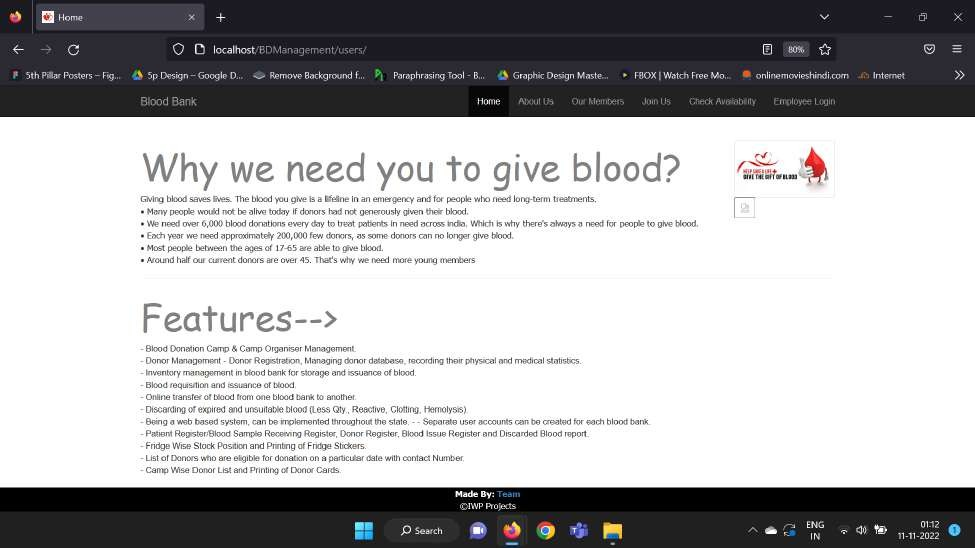 Home
localhost/BDManagement/users/
80%
5th Pillar Posters – Fig...
5p Design – Google D...
Remove Background f...
Paraphrasing Tool - B...
Graphic Design Maste...
FBOX | Watch Free Mo...
onlinemovieshindi.com
Internet
Blood Bank
Home
About Us
Our Members
Join Us
Check Availability
Employee Login
Why we need you to give blood?
HELP SAVE A LIFE
GIVE THE GIFT OF BLOOD
Giving blood saves lives. The blood you give is a lifeline in an emergency and for people who need long-term treatments.
• Many people would not be alive today if donors had not generously given their blood.
• We need over 6,000 blood donations every day to treat patients in need across india. Which is why there's always a need for people to give blood.
• Each year we need approximately 200,000 few donors, as some donors can no longer give blood.
• Most people between the ages of 17-65 are able to give blood.
• Around half our current donors are over 45. That's why we need more young members
Features-->
- Blood Donation Camp & Camp Organiser Management.
- Donor Management - Donor Registration, Managing donor database, recording their physical and medical statistics.
- Inventory management in blood bank for storage and issuance of blood.
- Blood requisition and issuance of blood.
- Online transfer of blood from one blood bank to another.
- Discarding of expired and unsuitable blood (Less Qty., Reactive, Clotting, Hemolysis)
- Being a web based system, can be implemented throughout the state. - - Separate user accounts can be created for each blood bank.
- Patient Register/Blood Sample Receiving Register, Donor Register, Blood Issue Register and Discarded Blood report.
- Fridge Wise Stock Position and Printing of Fridge Stickers.
- List of Donors who are eligible for donation on a particular date with contact Number.
- Camp Wise Donor List and Printing of Donor Cards.
Made By: Team
©IWP Projects
Search
ENG
IN
01:12
11-11-2022
1